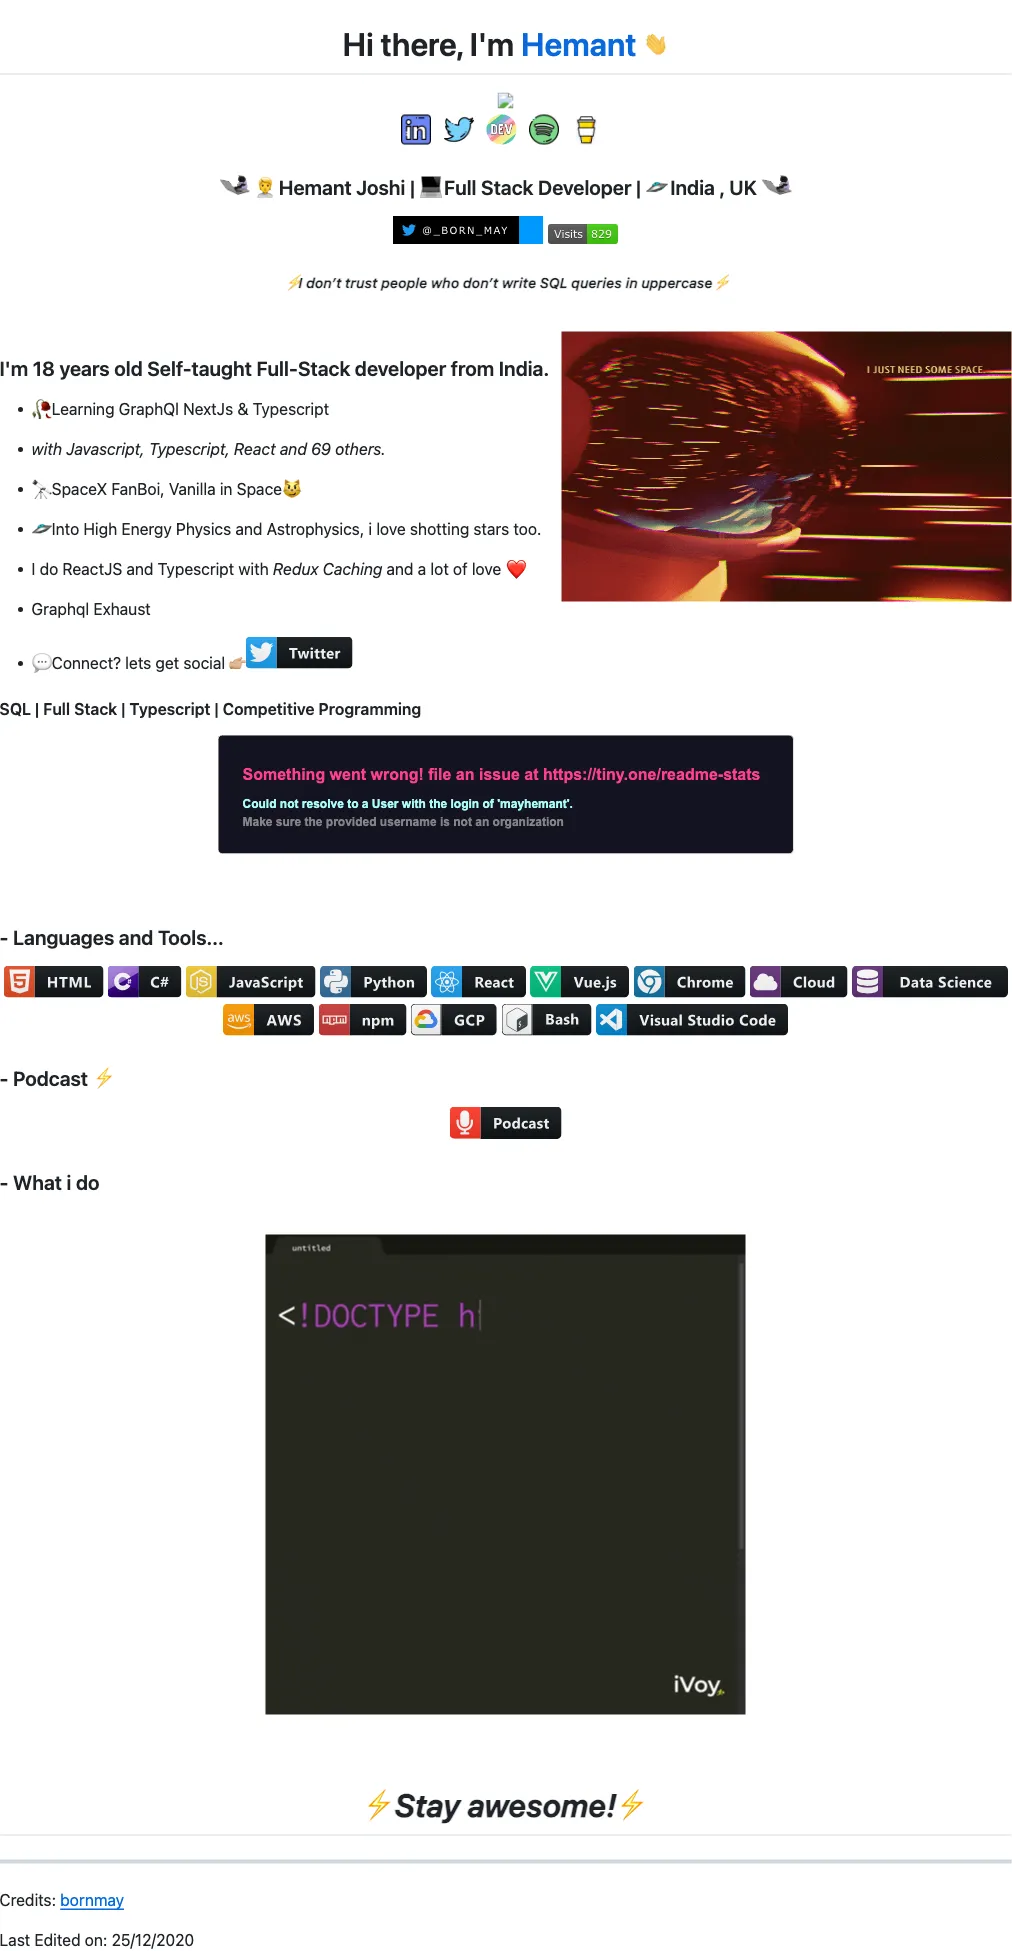 Hi there, I'm Hemant 👋
in
DEV
👨‍💼Hemant Joshi | 💻Full Stack Developer | 🛸India , UK
@_BORN_MAY
Visits 829
⚡I don't trust people who don't write SQL queries in uppercase⚡
I JUST NEED SOME SPACE...
I'm 18 years old Self-taught Full-Stack developer from India.
• 🥀Learning GraphQl NextJs & Typescript
• with Javascript, Typescript, React and 69 others.
• 🔭SpaceX FanBoi, Vanilla in Space😼
• 🛸Into High Energy Physics and Astrophysics, i love shotting stars too.
• I do ReactJS and Typescript with Redux Caching and a lot of love ❤️
• Graphql Exhaust
• 💬Connect? lets get social 👉 Twitter
SQL | Full Stack | Typescript | Competitive Programming
Something went wrong! file an issue at https://tiny.one/readme-stats
Could not resolve to a User with the login of 'mayhemant'.
Make sure the provided username is not an organization
- Languages and Tools...
HTML C# JavaScript Python React Vue.js Chrome Cloud Data Science
aws AWS npm npm GCP Bash Visual Studio Code
- Podcast ⚡
Podcast
- What i do
untitled
<!DOCTYPE h
iVoy
⚡Stay awesome!⚡
Credits: bornmay
Last Edited on: 25/12/2020